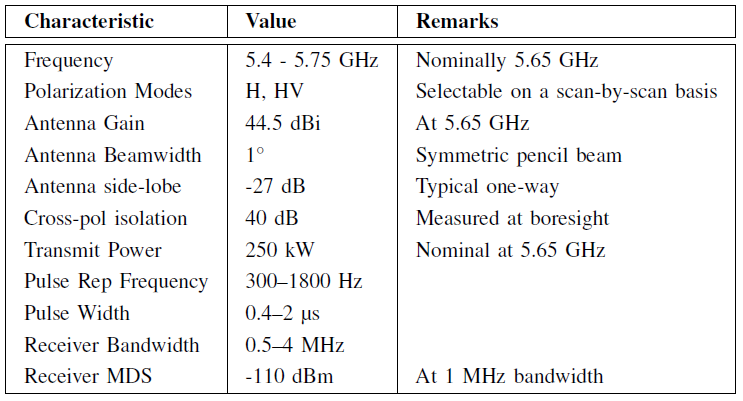 Characteristic Value Remarks
Frequency 5.4 - 5.75 GHz Nominally 5.65 GHz
Polarization Modes H, HV Selectable on a scan-by-scan basis
Antenna Gain 44.5 dBi At 5.65 GHz
Antenna Beamwidth 1° Symmetric pencil beam
Antenna side-lobe -27 dB Typical one-way
Cross-pol isolation 40 dB Measured at boresight
Transmit Power 250 kW Nominal at 5.65 GHz
Pulse Rep Frequency 300–1800 Hz
Pulse Width 0.4–2 µs
Receiver Bandwidth 0.5–4 MHz
Receiver MDS -110 dBm At 1 MHz bandwidth